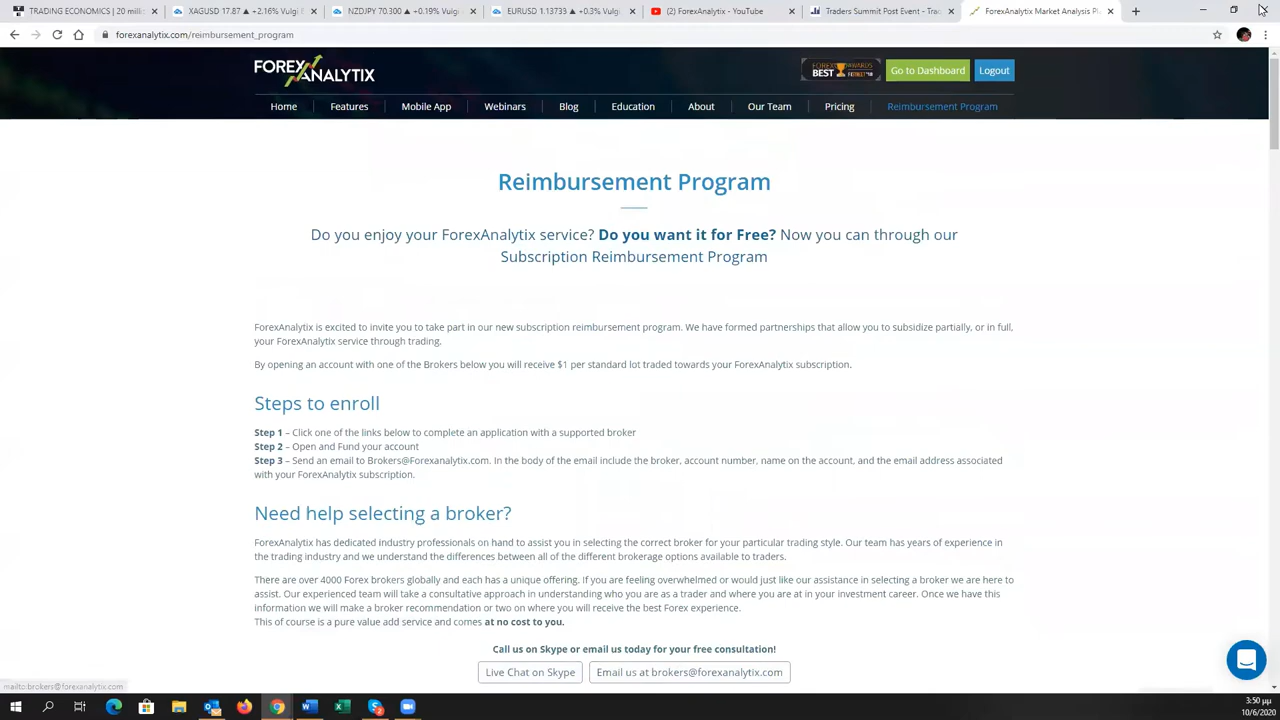 TRADING ECONOMICS | 20 milli
XAGUSD 17.87 ▲ +2.16% Vulgi B
NZDJPY 70.300 ▲ +0.19% Vulgi
EURUSD 1.13739 ▲ +0.3% Vulgi
(2) ForexAnalytix - YouTube
Traders Summit Post Event - Trad
ForexAnalytix Market Analysis Pl
forexanalytix.com/reimbursement_program
FOREX ANALYTIX
FOREX AWARDS
BEST
Go to Dashboard
Logout
Home
Features
Mobile App
Webinars
Blog
Education
About
Our Team
Pricing
Reimbursement Program
Reimbursement Program
Do you enjoy your ForexAnalytix service? Do you want it for Free? Now you can through our
Subscription Reimbursement Program
ForexAnalytix is excited to invite you to take part in our new subscription reimbursement program. We have formed partnerships that allow you to subsidize partially, or in full,
your ForexAnalytix service through trading.
By opening an account with one of the Brokers below you will receive $1 per standard lot traded towards your ForexAnalytix subscription.
Steps to enroll
Step 1 – Click one of the links below to complete an application with a supported broker
Step 2 – Open and Fund your account
Step 3 – Send an email to Brokers@Forexanalytix.com. In the body of the email include the broker, account number, name on the account, and the email address associated
with your ForexAnalytix subscription.
Need help selecting a broker?
ForexAnalytix has dedicated industry professionals on hand to assist you in selecting the correct broker for your particular trading style. Our team has years of experience in
the trading industry and we understand the differences between all of the different brokerage options available to traders.
There are over 4000 Forex brokers globally and each has a unique offering. If you are feeling overwhelmed or would just like our assistance in selecting a broker we are here to
assist. Our experienced team will take a consultative approach in understanding who you are as a trader and where you are at in your investment career. Once we have this
information we will make a broker recommendation or two on where you will receive the best Forex experience.
This of course is a pure value add service and comes at no cost to you.
Call us on Skype or email us today for your free consultation!
Live Chat on Skype
Email us at brokers@forexanalytix.com
mailto:brokers@forexanalytix.com
3:50 μμ
10/6/2020